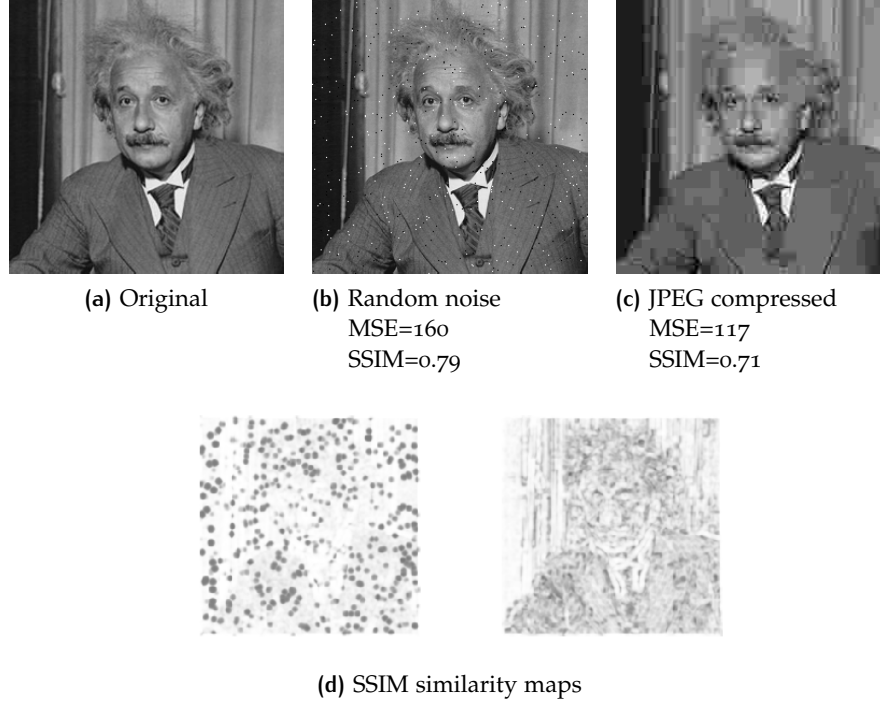 (a) Original
(b) Random noise
MSE=160
SSIM=0.79
(c) JPEG compressed
MSE=117
SSIM=0.71
(d) SSIM similarity maps